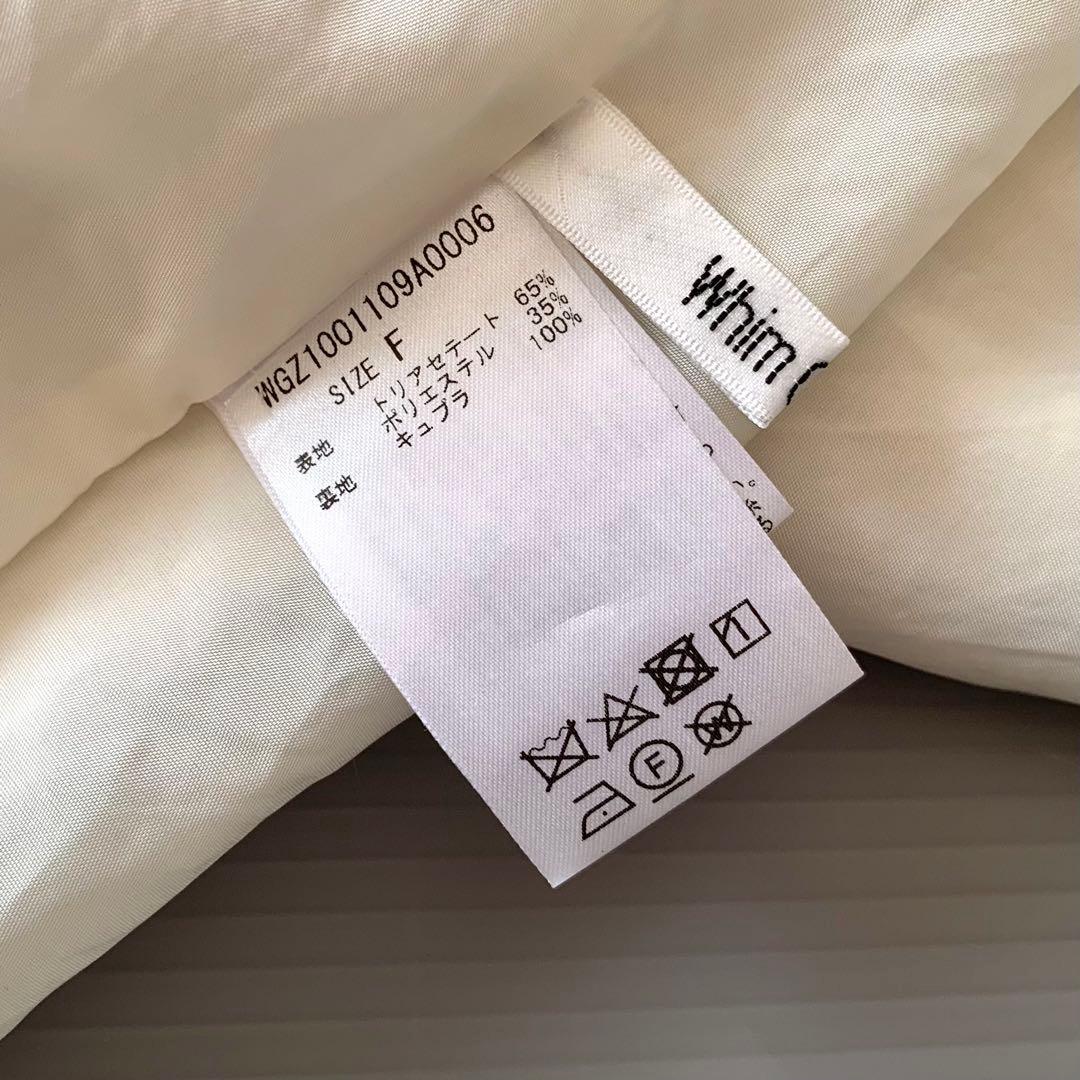 WGZ1001109A0006
SIZE F
表地 トリアセテート 65%
ポリエステル 35%
裏地 キュプラ 100%
1
F
W
Whim